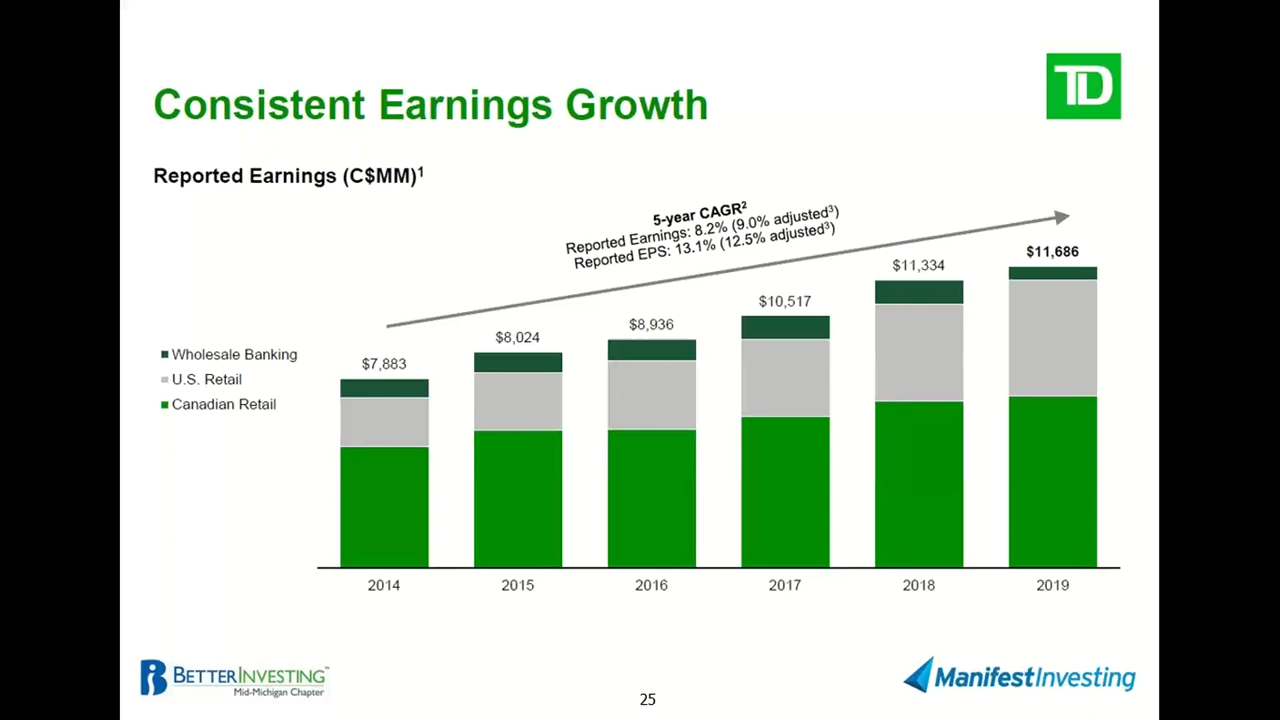 TD
Consistent Earnings Growth
Reported Earnings (C$MM)1
5-year CAGR2
Reported Earnings: 8.2% (9.0% adjusted3)
Reported EPS: 13.1% (12.5% adjusted3)
$7,883
$8,024
$8,936
$10,517
$11,334
$11,686
Wholesale Banking
U.S. Retail
Canadian Retail
2014
2015
2016
2017
2018
2019
BETTERINVESTING™
Mid-Michigan Chapter
25
ManifestInvesting